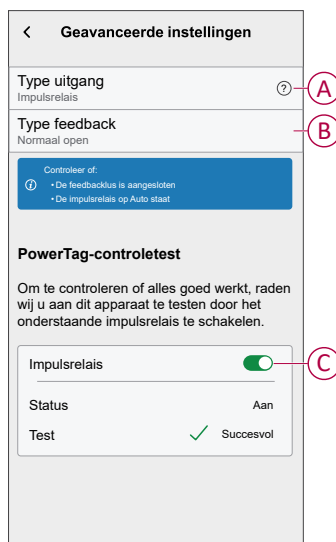 Geavanceerde instellingen
Type uitgang
Impulsrelais
?
A
Type feedback
Normaal open
B
Controleer of:
i
• De feedbacklus is aangesloten
• De impulsrelais op Auto staat
PowerTag-controletest
Om te controleren of alles goed werkt, raden
wij u aan dit apparaat te testen door het
onderstaande impulsrelais te schakelen.
Impulsrelais
C
Status Aan
Test Succesvol